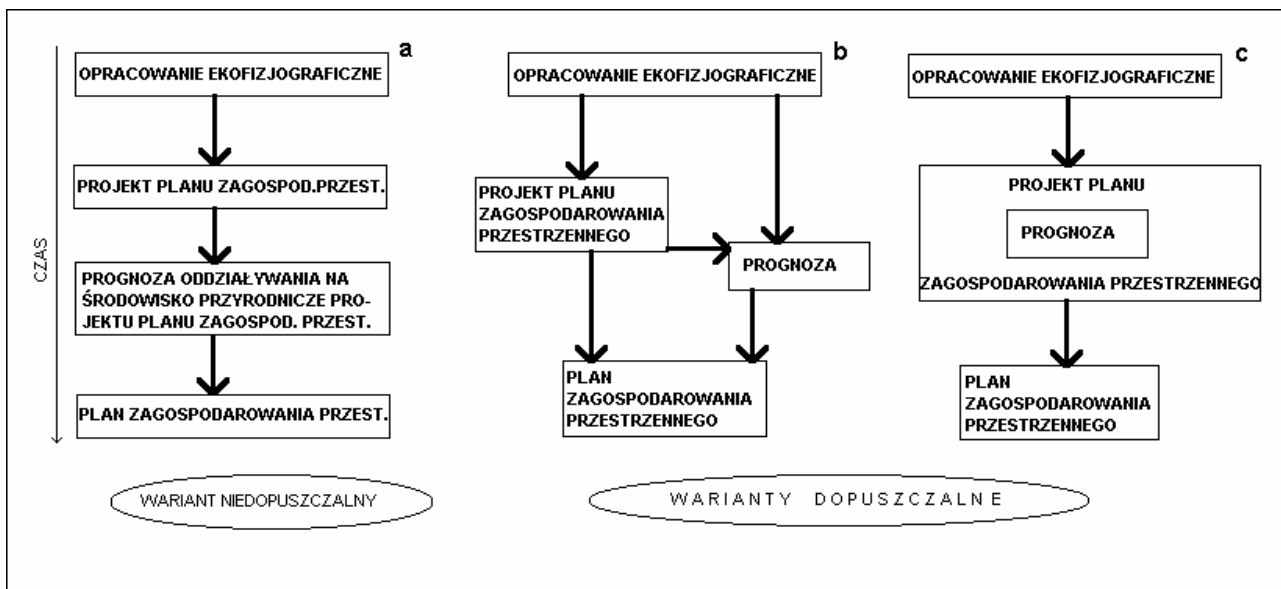 CZAS
a
OPRACOWANIE EKOFIZJOGRAFICZNE
PROJEKT PLANU ZAGOSPOD.PRZEST.
PROGNOZA ODDZIAŁYWANIA NA
ŚRODOWISKO PRZYRODNICZE PRO-
JEKTU PLANU ZAGOSPOD. PRZEST.
PLAN ZAGOSPODAROWANIA PRZEST.
WARIANT NIEDOPUSZCZALNY
b
OPRACOWANIE EKOFIZJOGRAFICZNE
PROJEKT PLANU
ZAGOSPODAROWANIA
PRZESTRZENNEGO
PROGNOZA
PLAN
ZAGOSPODAROWANIA
PRZESTRZENNEGO
c
OPRACOWANIE EKOFIZJOGRAFICZNE
PROJEKT PLANU
PROGNOZA
ZAGOSPODAROWANIA PRZESTRZENNEGO
PLAN
ZAGOSPODAROWANIA
PRZESTRZENNEGO
WARIANTY DOPUSZCZALNE